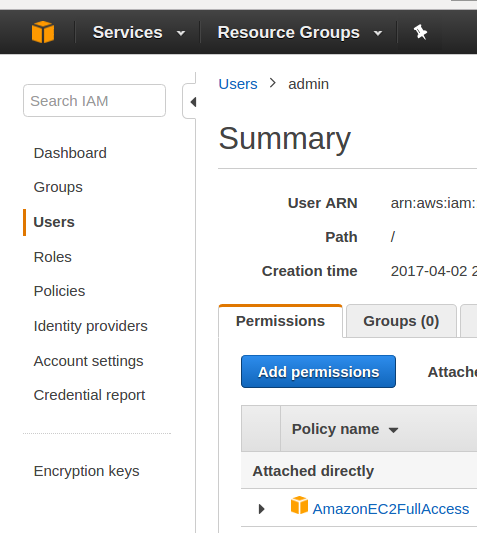 Services Resource Groups
Search IAM
Dashboard
Groups
Users
Roles
Policies
Identity providers
Account settings
Credential report
Encryption keys
Users > admin
Summary
User ARN arn:aws:iam:
Path /
Creation time 2017-04-02 2
Permissions Groups (0)
Add permissions Attache
Policy name
Attached directly
AmazonEC2FullAccess